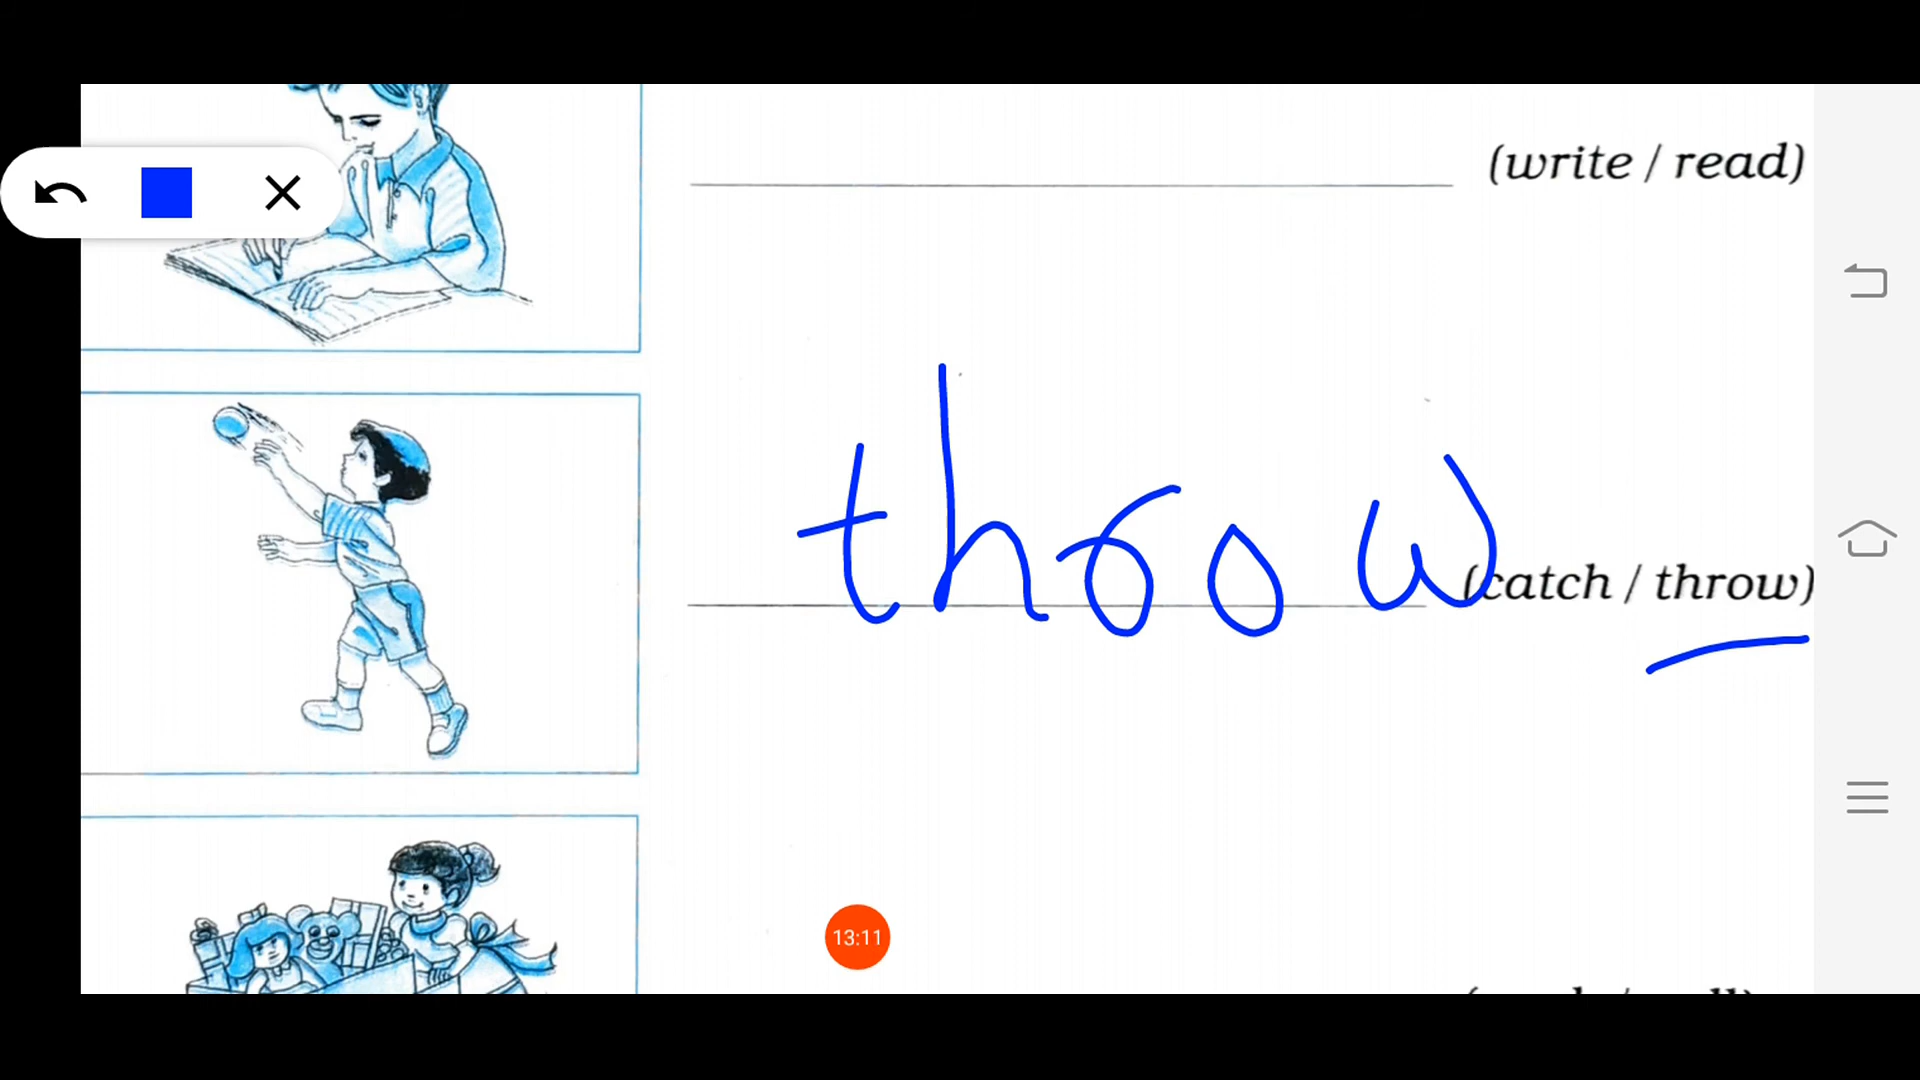 (write / read)
throw
(catch / throw)
13:11